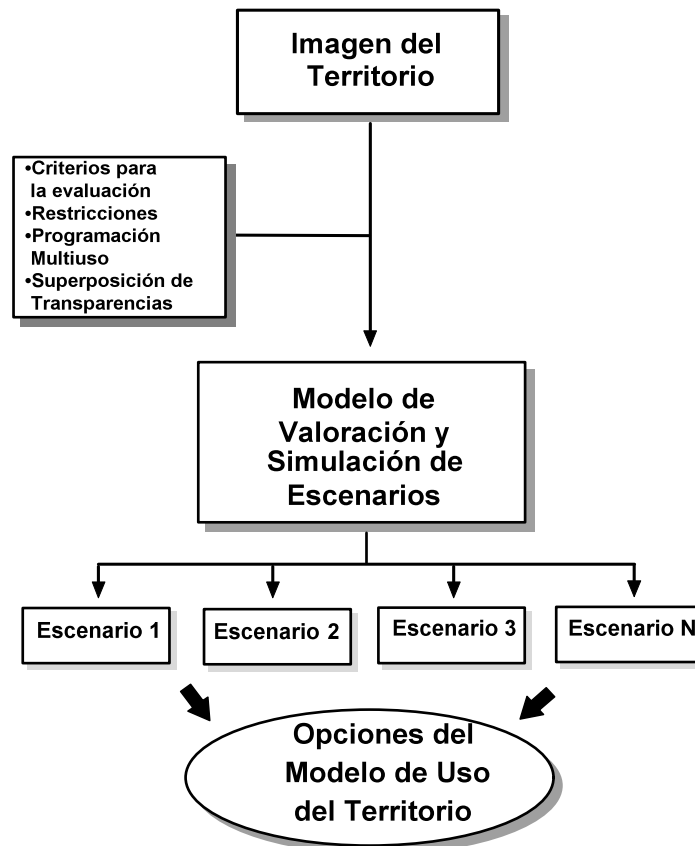 Imagen del
Territorio
•Criterios para
la evaluación
•Restricciones
•Programación
Multiuso
•Superposición de
Transparencias
Modelo de
Valoración y
Simulación de
Escenarios
Escenario 1
Escenario 2
Escenario 3
Escenario N
Opciones del
Modelo de Uso
del Territorio